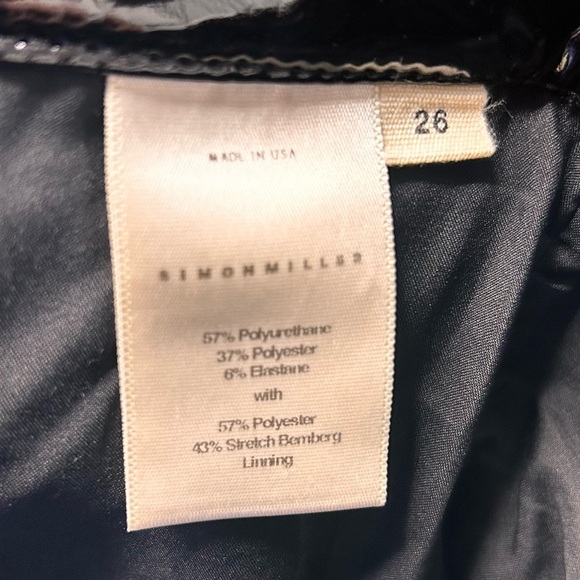 26
MADE IN USA
SIMONMILLER
57% Polyurethane
37% Polyester
6% Elastane
with
57% Polyester
43% Stretch Bemberg
Linning